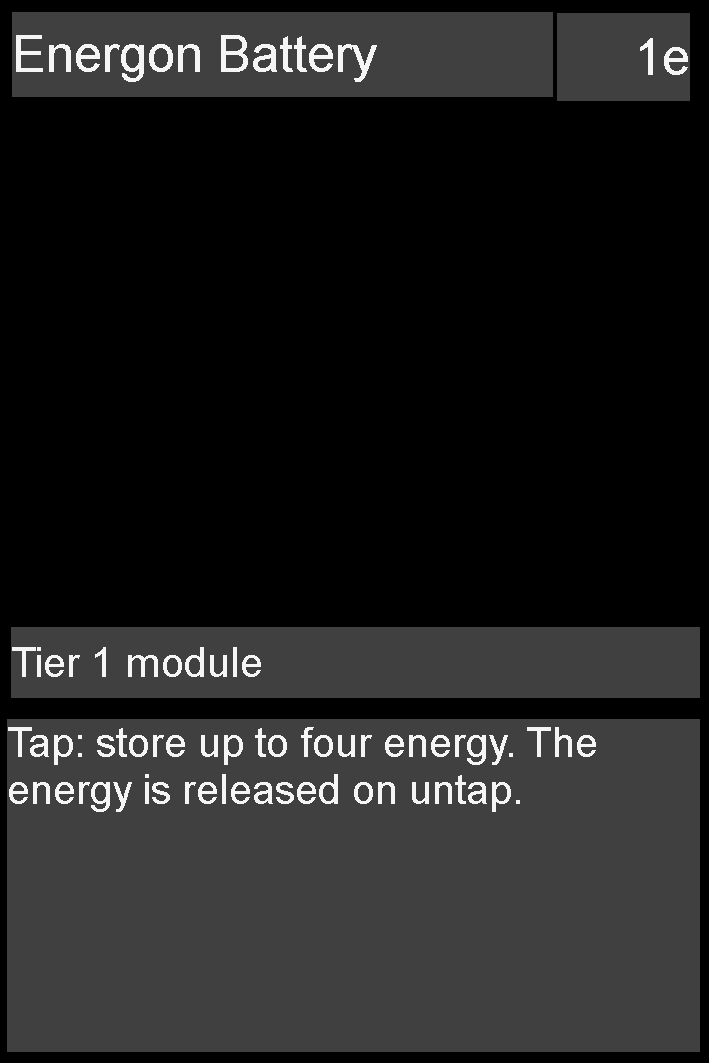 Energon Battery
1e
Tier 1 module
Tap: store up to four energy. The
energy is released on untap.